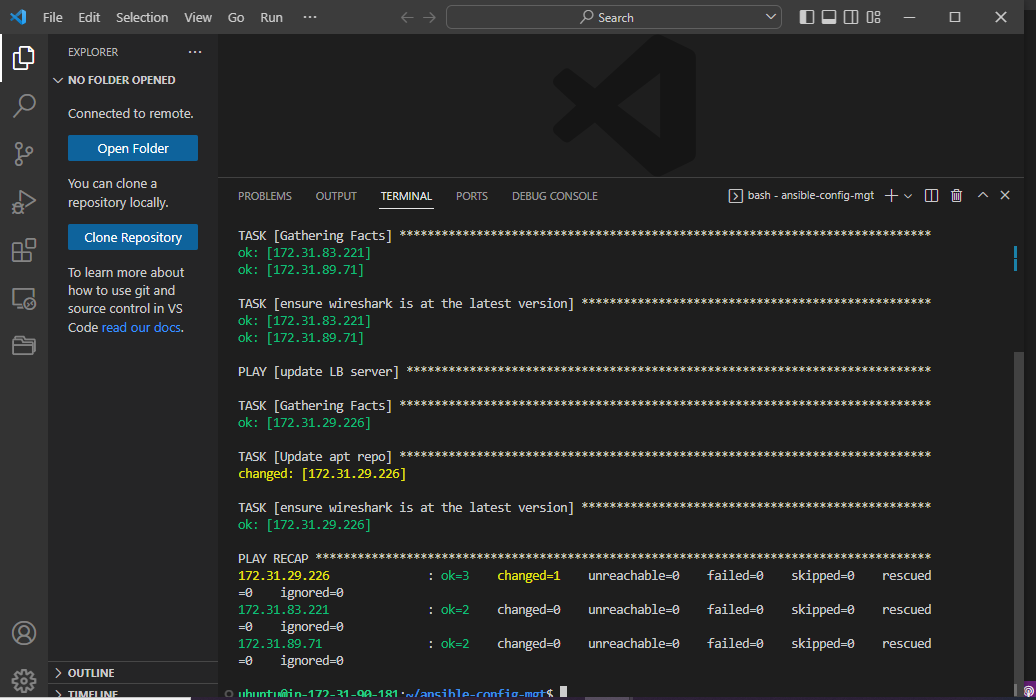 File Edit Selection View Go Run ··· Search
EXPLORER ···
NO FOLDER OPENED
Connected to remote.
Open Folder
You can clone a
repository locally.
Clone Repository
To learn more about
how to use git and
source control in VS
Code read our docs.
OUTLINE
TIMELINE
PROBLEMS OUTPUT TERMINAL PORTS DEBUG CONSOLE bash - ansible-config-mgt
TASK [Gathering Facts] ****************************************************************************
ok: [172.31.83.221]
ok: [172.31.89.71]
TASK [ensure wireshark is at the latest version] **************************************************
ok: [172.31.83.221]
ok: [172.31.89.71]
PLAY [update LB server] ***************************************************************************
TASK [Gathering Facts] ****************************************************************************
ok: [172.31.29.226]
TASK [Update apt repo] ****************************************************************************
changed: [172.31.29.226]
TASK [ensure wireshark is at the latest version] **************************************************
ok: [172.31.29.226]
PLAY RECAP ****************************************************************************************
172.31.29.226 : ok=3 changed=1 unreachable=0 failed=0 skipped=0 rescued
=0 ignored=0
172.31.83.221 : ok=2 changed=0 unreachable=0 failed=0 skipped=0 rescued
=0 ignored=0
172.31.89.71 : ok=2 changed=0 unreachable=0 failed=0 skipped=0 rescued
=0 ignored=0
ubuntu@ip-172-31-90-181:~/ansible-config-mgt$